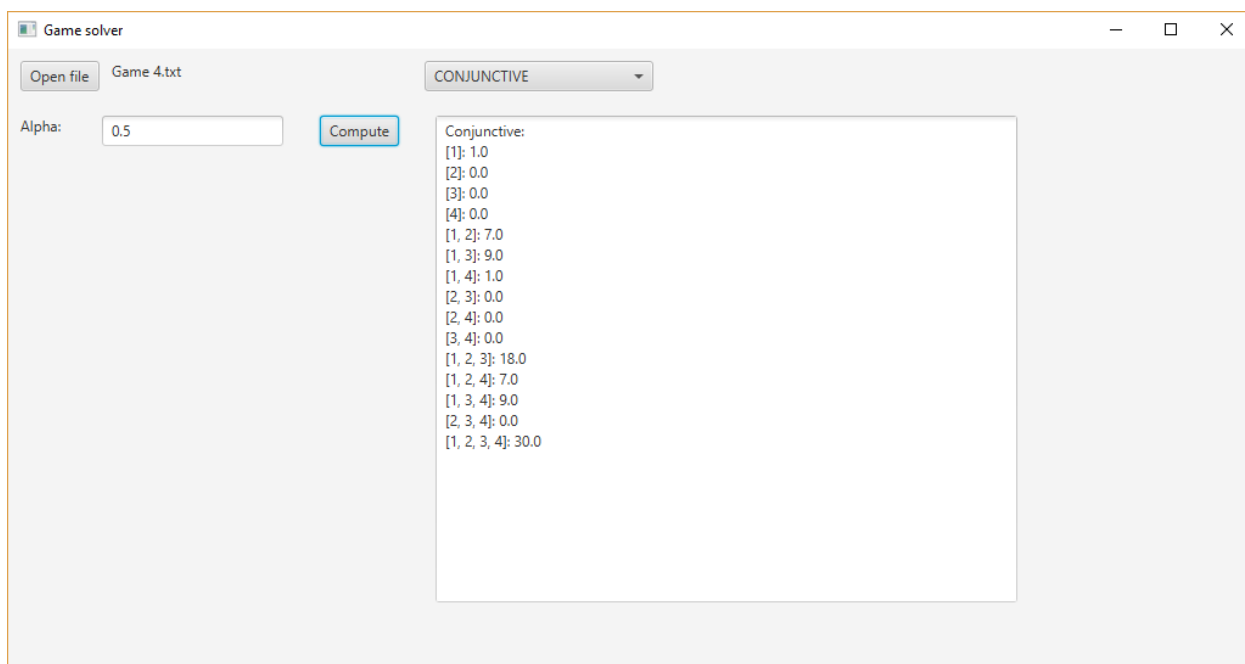 Game solver
Open file
Game 4.txt
CONJUNCTIVE
Alpha:
0.5
Compute
Conjunctive:
[1]: 1.0
[2]: 0.0
[3]: 0.0
[4]: 0.0
[1, 2]: 7.0
[1, 3]: 9.0
[1, 4]: 1.0
[2, 3]: 0.0
[2, 4]: 0.0
[3, 4]: 0.0
[1, 2, 3]: 18.0
[1, 2, 4]: 7.0
[1, 3, 4]: 9.0
[2, 3, 4]: 0.0
[1, 2, 3, 4]: 30.0